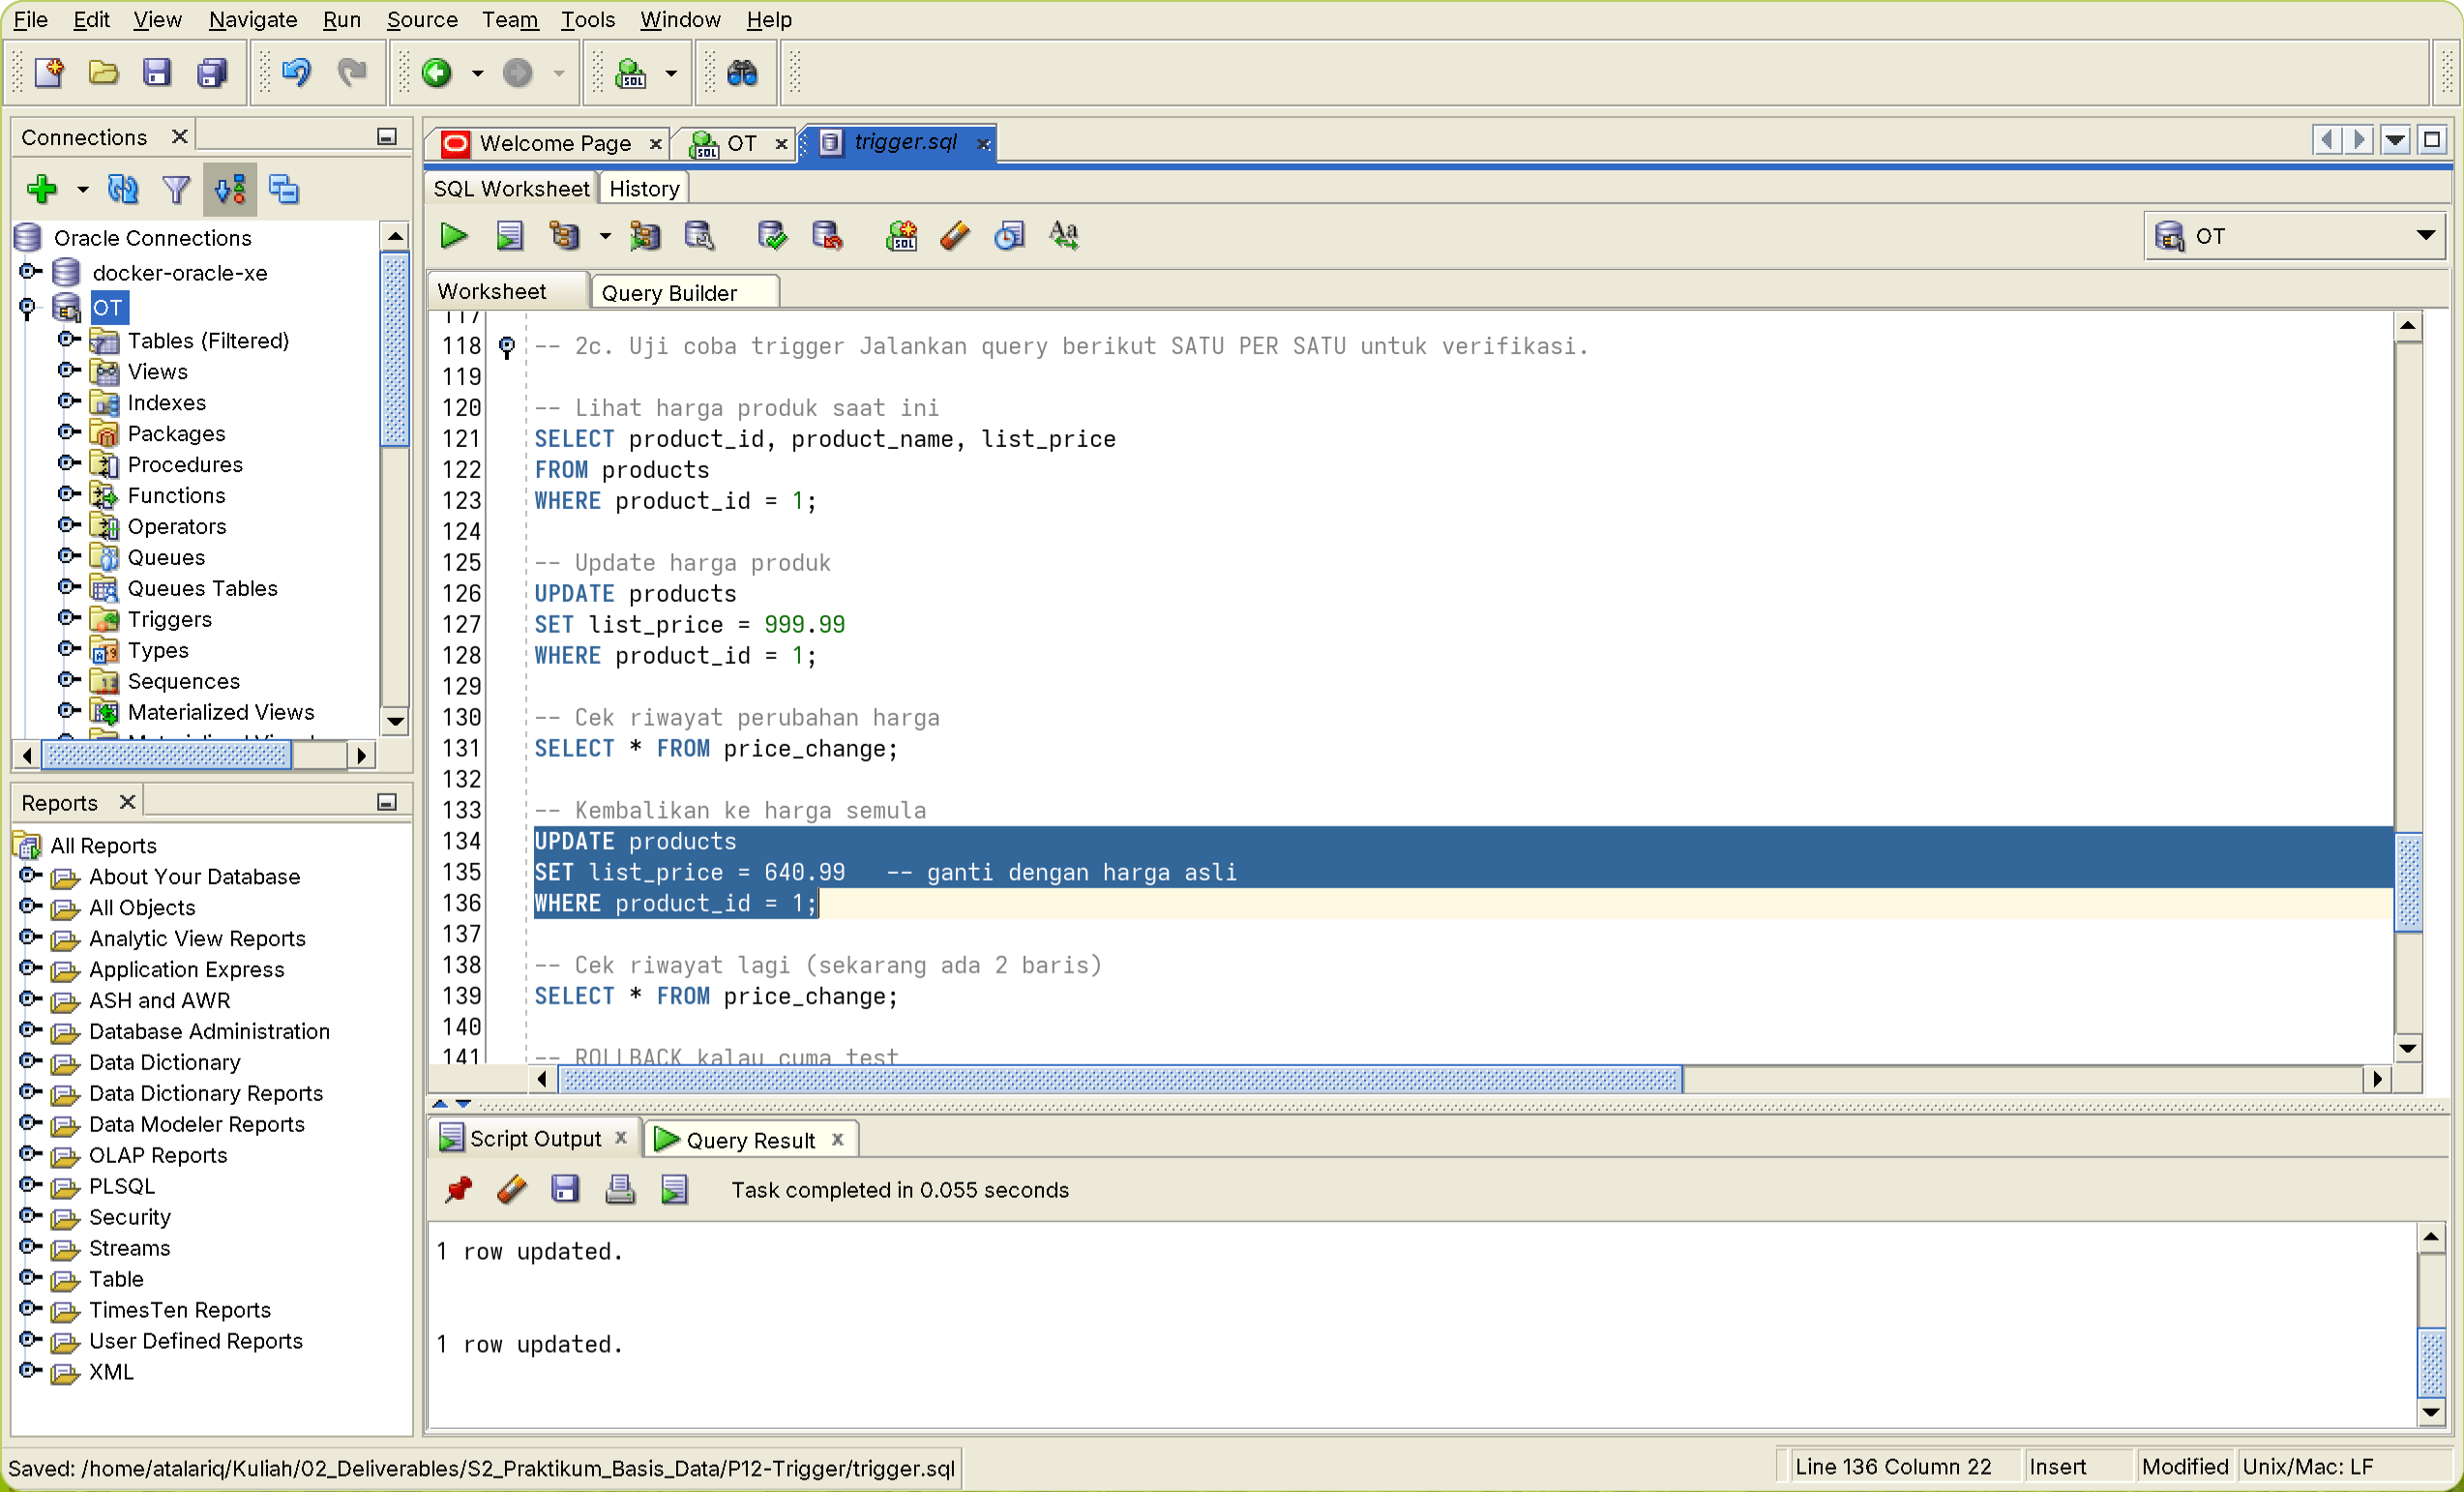 File Edit View Navigate Run Source Team Tools Window Help
Connections
Oracle Connections
docker-oracle-xe
OT
Tables (Filtered)
Views
Indexes
Packages
Procedures
Functions
Operators
Queues
Queues Tables
Triggers
Types
Sequences
Materialized Views
Reports
All Reports
About Your Database
All Objects
Analytic View Reports
Application Express
ASH and AWR
Database Administration
Data Dictionary
Data Dictionary Reports
Data Modeler Reports
OLAP Reports
PLSQL
Security
Streams
Table
TimesTen Reports
User Defined Reports
XML
Welcome Page OT trigger.sql
SQL Worksheet History
OT
Worksheet Query Builder
117
118 -- 2c. Uji coba trigger Jalankan query berikut SATU PER SATU untuk verifikasi.
119
120 -- Lihat harga produk saat ini
121 SELECT product_id, product_name, list_price
122 FROM products
123 WHERE product_id = 1;
124
125 -- Update harga produk
126 UPDATE products
127 SET list_price = 999.99
128 WHERE product_id = 1;
129
130 -- Cek riwayat perubahan harga
131 SELECT * FROM price_change;
132
133 -- Kembalikan ke harga semula
134 UPDATE products
135 SET list_price = 640.99   -- ganti dengan harga asli
136 WHERE product_id = 1;
137
138 -- Cek riwayat lagi (sekarang ada 2 baris)
139 SELECT * FROM price_change;
140
141 -- ROLLBACK kalau cuma test
Script Output Query Result
Task completed in 0.055 seconds
1 row updated.
1 row updated.
Saved: /home/atalariq/Kuliah/02_Deliverables/S2_Praktikum_Basis_Data/P12-Trigger/trigger.sql
Line 136 Column 22 Insert Modified Unix/Mac: LF